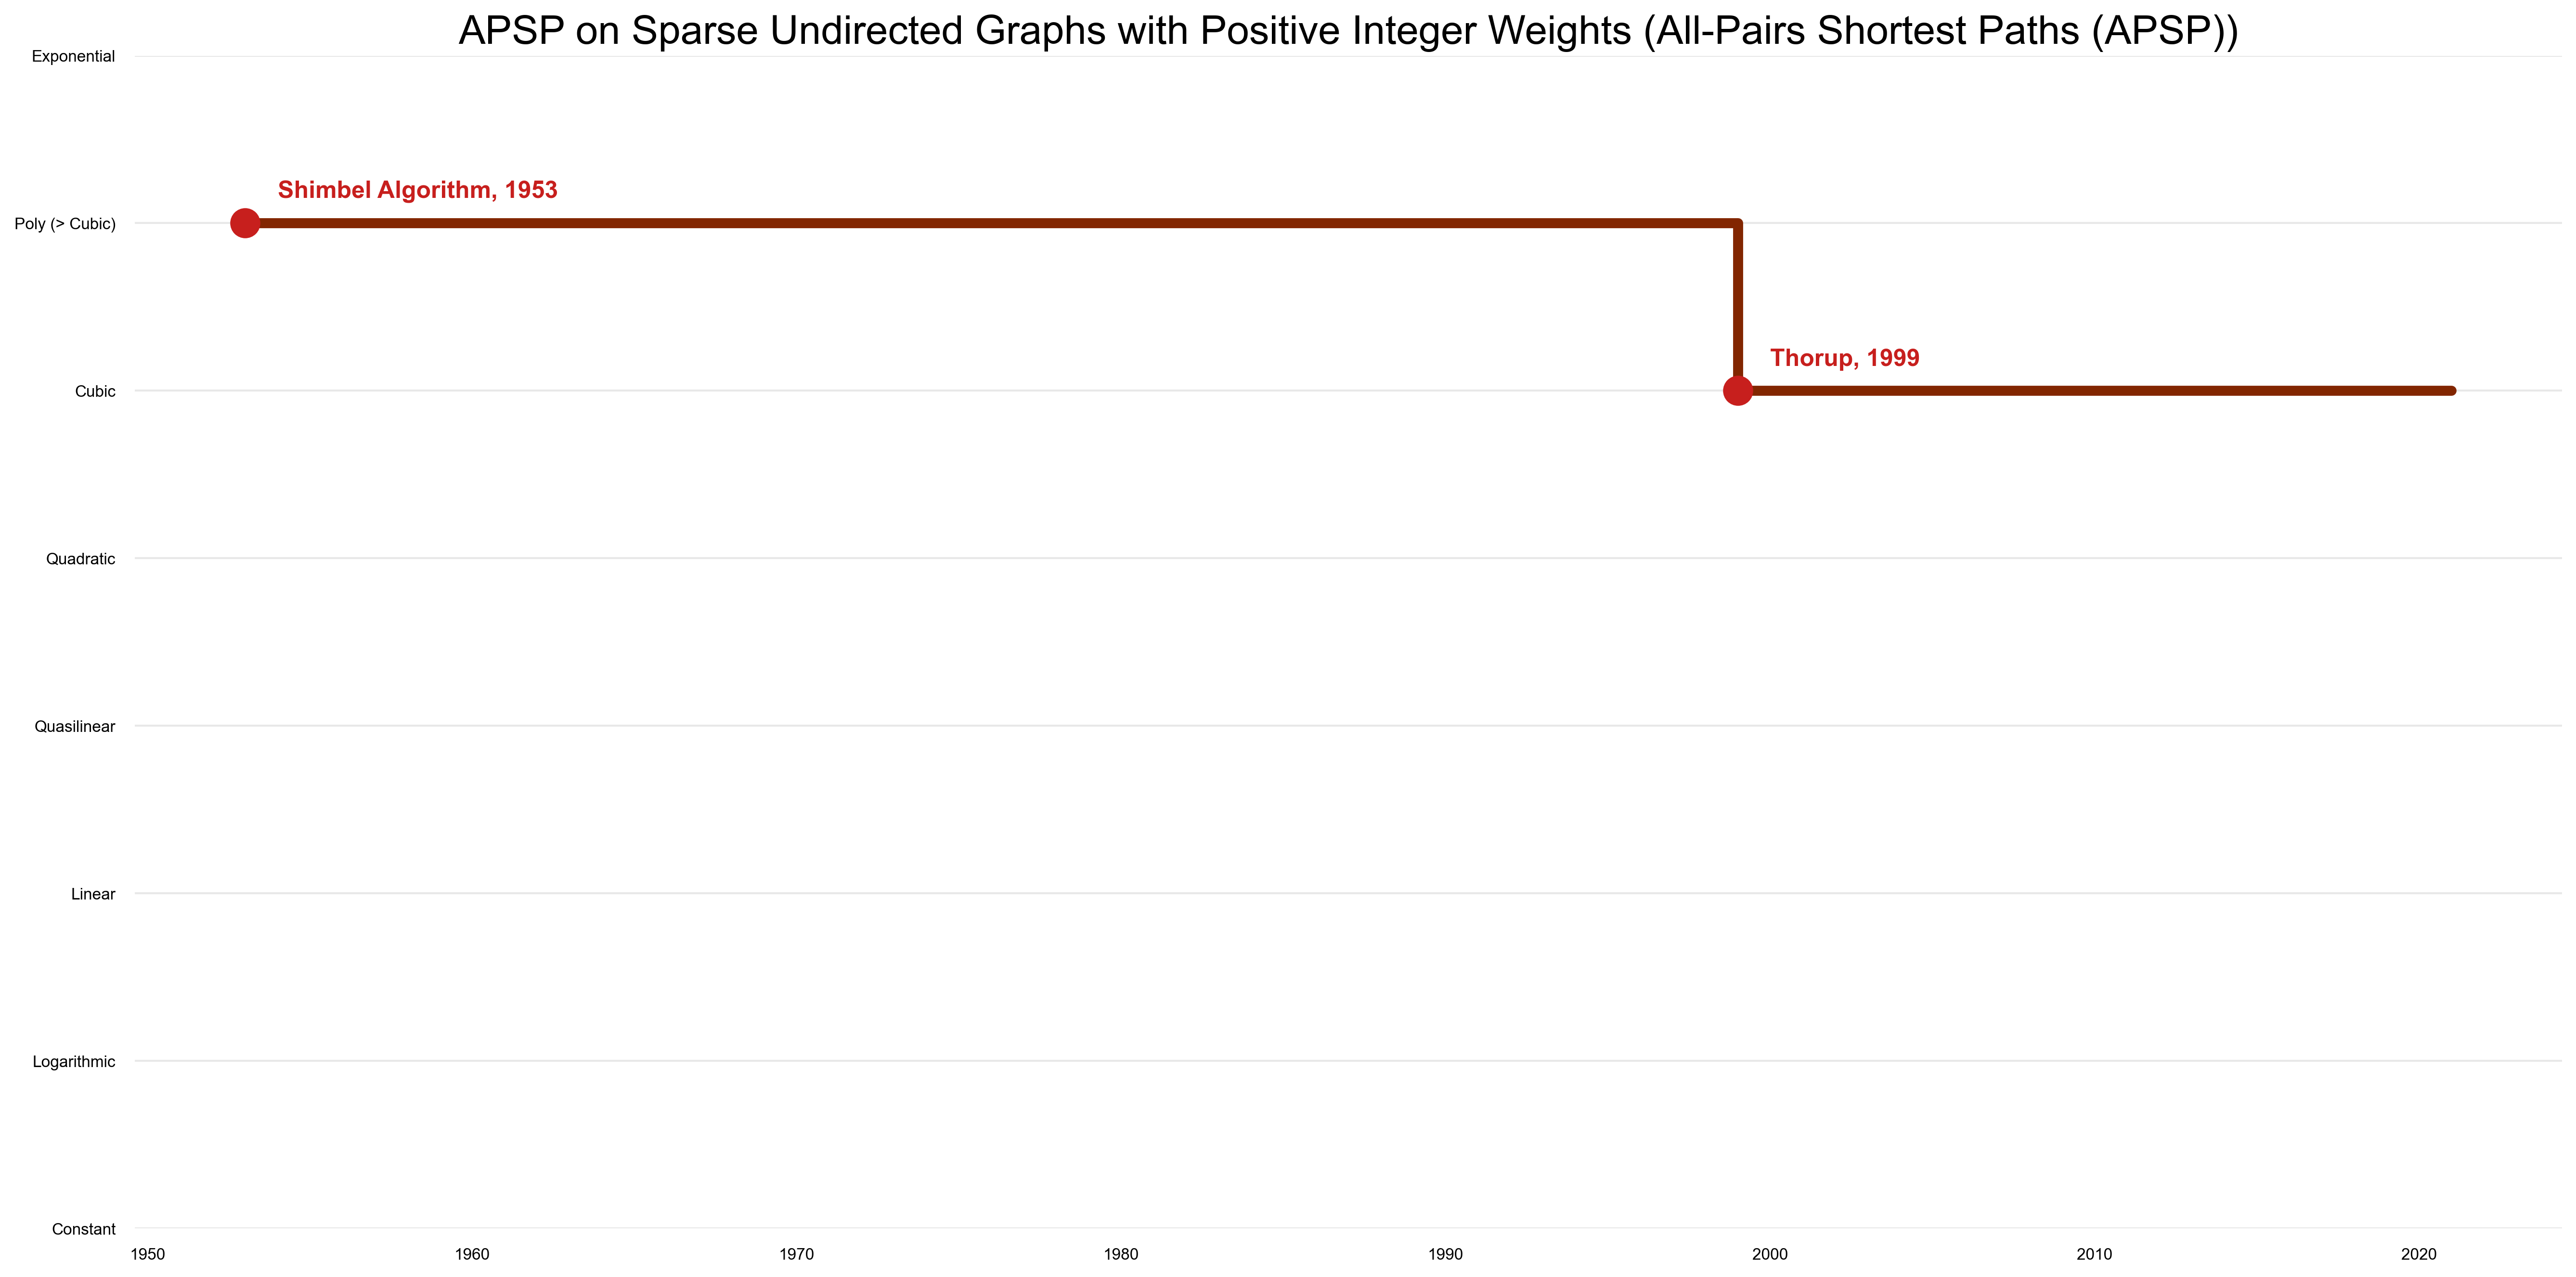 APSP on Sparse Undirected Graphs with Positive Integer Weights (All-Pairs Shortest Paths (APSP))
Exponential
Shimbel Algorithm, 1953
Poly (> Cubic)
Thorup, 1999
Cubic
Quadratic
Quasilinear
Linear
Logarithmic
Constant
1950 1960 1970 1980 1990 2000 2010 2020